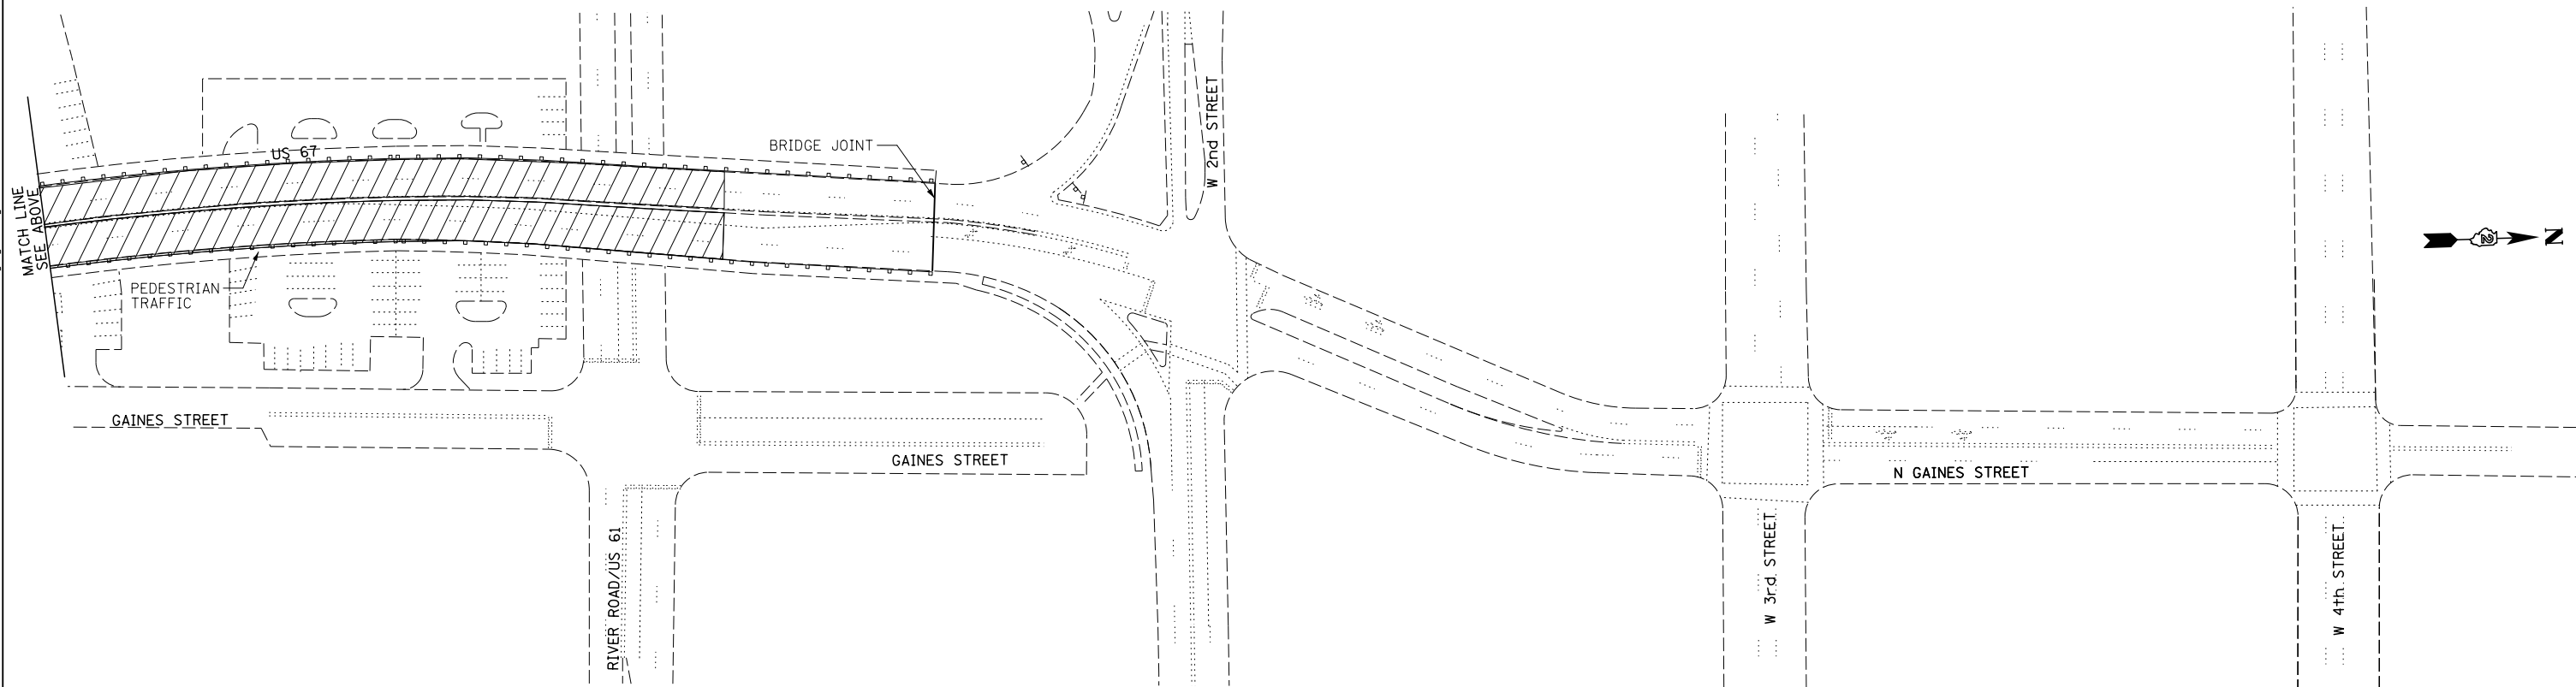 W 2nd STREET
BRIDGE JOINT
US 67
MATCH LINE
SEE ABOVE
PEDESTRIAN
TRAFFIC
N
GAINES STREET
GAINES STREET
N GAINES STREET
RIVER ROAD/US 61
W 3rd STREET
W 4th STREET